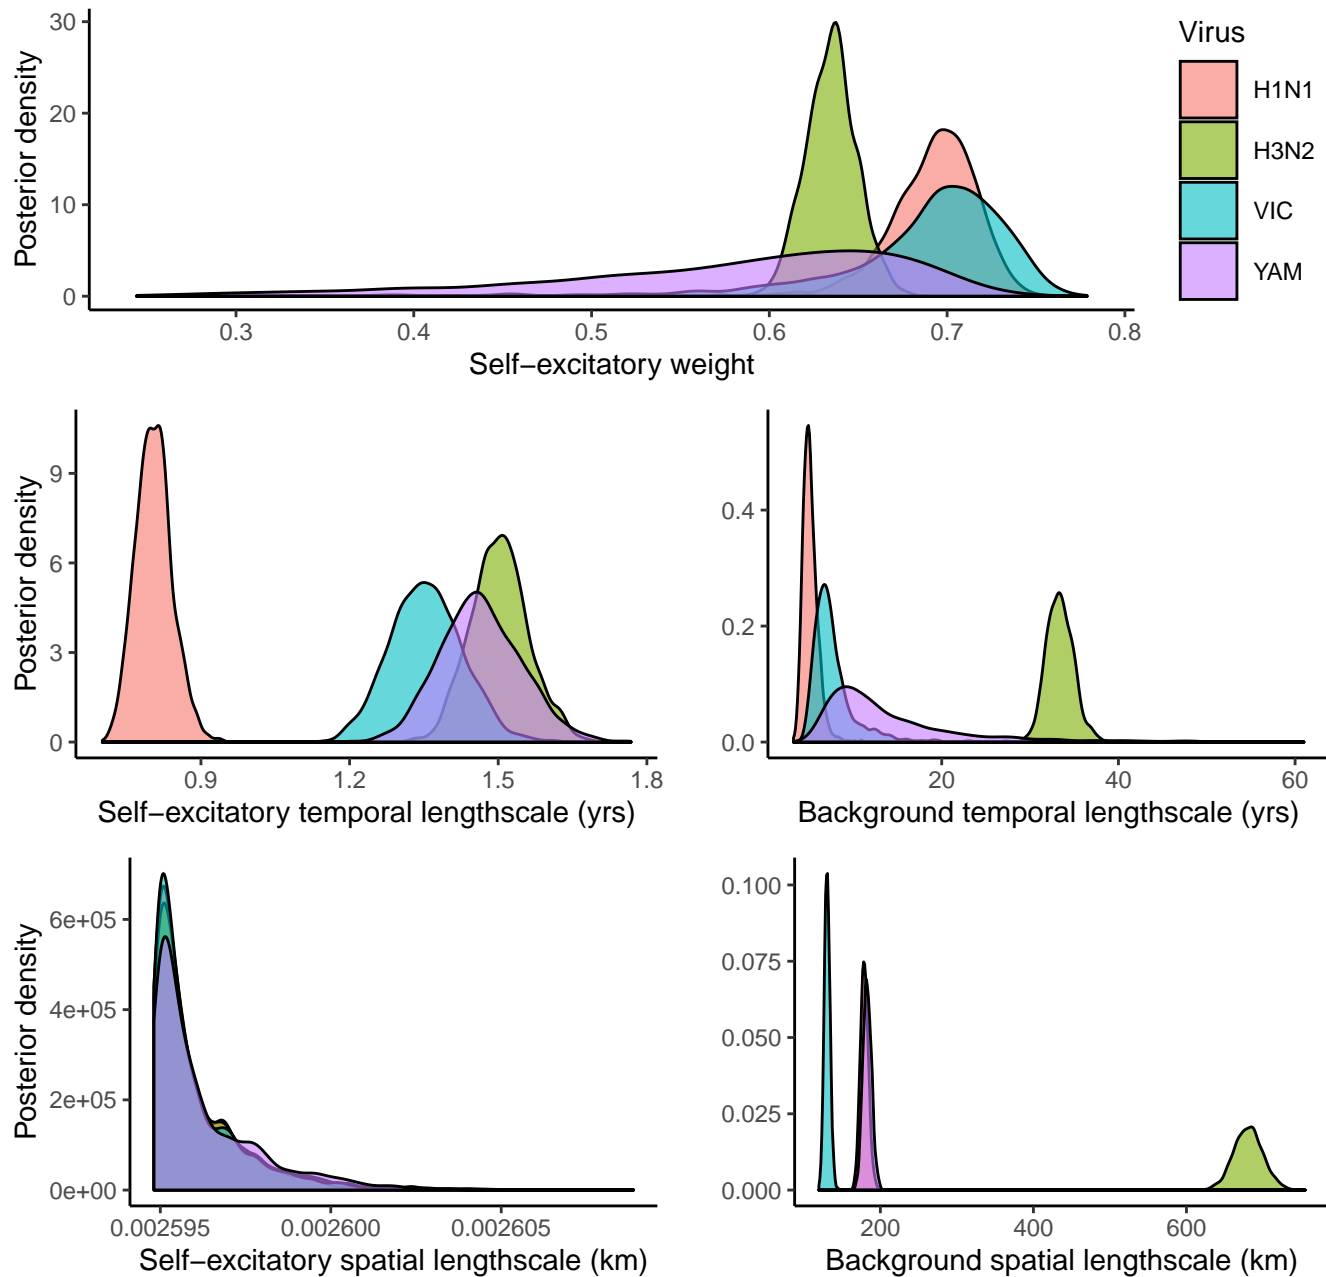 Posterior density
30
20
10
0
0.3 0.4 0.5 0.6 0.7 0.8
Self−excitatory weight
Virus
H1N1
H3N2
VIC
YAM
Posterior density
9
6
3
0
0.9 1.2 1.5 1.8
Self−excitatory temporal lengthscale (yrs)
0.4
0.2
0.0
20 40 60
Background temporal lengthscale (yrs)
Posterior density
6e+05
4e+05
2e+05
0e+00
0.002595 0.002600 0.002605
Self−excitatory spatial lengthscale (km)
0.100
0.075
0.050
0.025
0.000
200 400 600
Background spatial lengthscale (km)